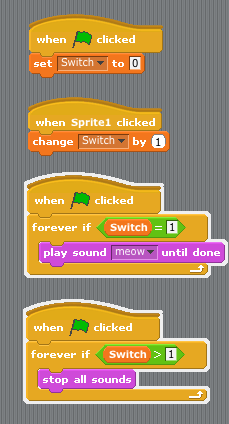 when clicked
set Switch to 0
when Sprite1 clicked
change Switch by 1
when clicked
forever if Switch = 1
play sound meow until done
when clicked
forever if Switch > 1
stop all sounds